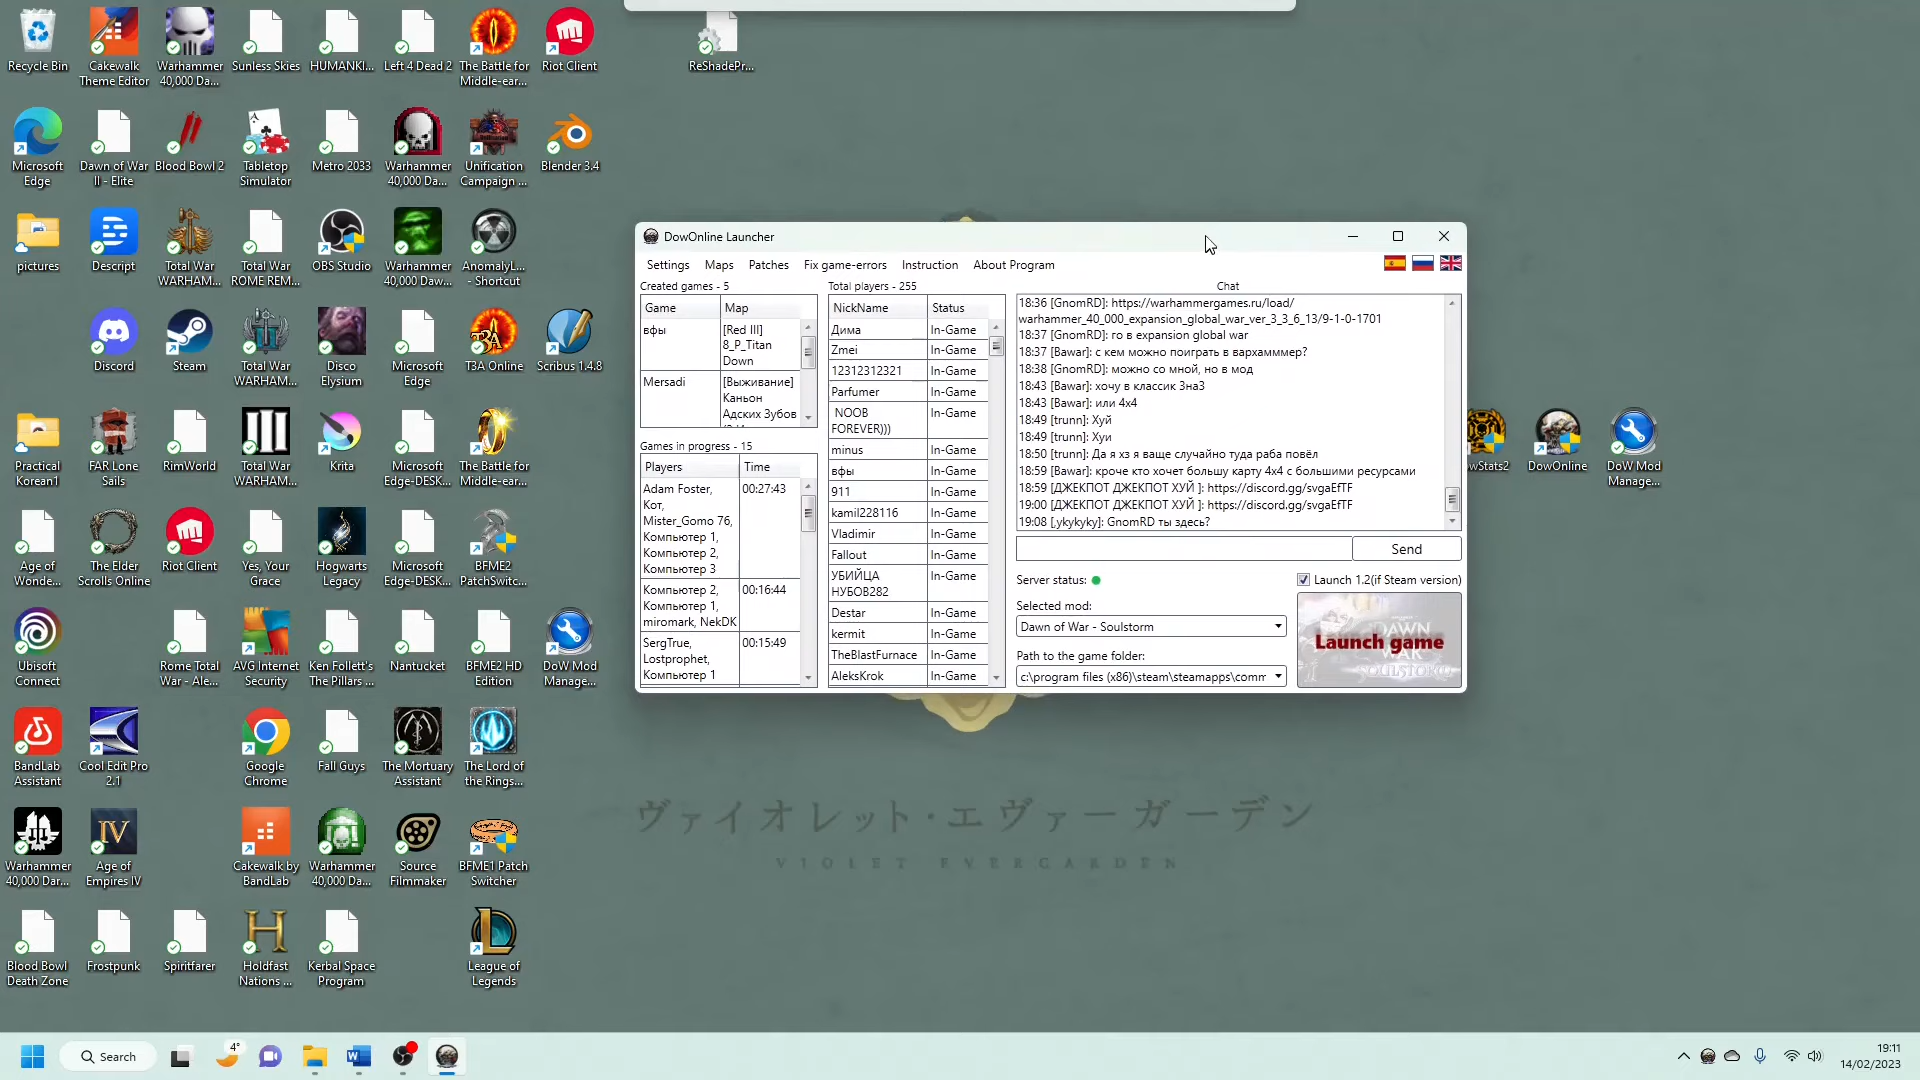 Recycle Bin
Cakewalk
Theme Editor
Warhammer
40,000 Da...
Sunless Skies
HUMANKI...
Left 4 Dead 2
The Battle for
Middle-ear...
Riot Client
ReShadePr...
Microsoft
Edge
Dawn of War
II - Elite
Blood Bowl 2
Tabletop
Simulator
Metro 2033
Warhammer
40,000 Da...
Unification
Campaign ...
Blender 3.4
pictures
Descript
Total War
WARHAM...
Total War
ROME REM...
OBS Studio
Warhammer
40,000 Daw...
AnomalyL...
- Shortcut
Discord
Steam
Total War
WARHAM...
Disco
Elysium
Microsoft
Edge
T3A Online
Scribus 1.4.8
Practical
Korean1
FAR Lone
Sails
RimWorld
Total War
WARHAM...
Krita
Microsoft
Edge-DESK...
The Battle for
Middle-ear...
Age of
Wonde...
The Elder
Scrolls Online
Riot Client
Yes, Your
Grace
Hogwarts
Legacy
Microsoft
Edge-DESK...
BFME2
PatchSwitc...
Ubisoft
Connect
Rome Total
War - Ale...
AVG Internet
Security
Ken Follett's
The Pillars ...
Nantucket
BFME2 HD
Edition
DoW Mod
Manage...
BandLab
Assistant
Cool Edit Pro
2.1
Google
Chrome
Fall Guys
The Mortuary
Assistant
The Lord of
the Rings...
Warhammer
40,000 Dar...
Age of
Empires IV
Cakewalk by
BandLab
Warhammer
40,000 Da...
Source
Filmmaker
BFME1 Patch
Switcher
Blood Bowl
Death Zone
Frostpunk
Spiritfarer
Holdfast
Nations ...
Kerbal Space
Program
League of
Legends
DowOnline Launcher
Settings Maps Patches Fix game-errors Instruction About Program
Created games - 5
Game Map
вфы
[Red III]
8_P_Titan
Down
Mersadi
[Выживание]
Каньон
Адских Зубов
Games in progress - 15
Players Time
Adam Foster, 00:27:43
Кот,
Mister_Gomo 76,
Компьютер 1,
Компьютер 2,
Компьютер 3
Компьютер 2, 00:16:44
Компьютер 1,
miromark, NekDK
SergTrue, 00:15:49
Lostprophet,
Компьютер 1
Total players - 255
NickName Status
Дима In-Game
Zmei In-Game
12312312321 In-Game
Parfumer In-Game
NOOB In-Game
FOREVER)))
minus In-Game
вфы In-Game
911 In-Game
kamil228116 In-Game
Vladimir In-Game
Fallout In-Game
УБИЙЦА In-Game
НУБОВ282
Destar In-Game
kermit In-Game
TheBlastFurnace In-Game
AleksKrok In-Game
Chat
18:36 [GnomRD]: https://warhammergames.ru/load/
warhammer_40_000_expansion_global_war_ver_3_3_6_13/9-1-0-1701
18:37 [GnomRD]: го в expansion global war
18:37 [Bawar]: с кем можно поиграть в вархамммер?
18:38 [GnomRD]: можно со мной, но в мод
18:43 [Bawar]: хочу в классик 3на3
18:43 [Bawar]: или 4х4
18:49 [trunn]: Хуй
18:49 [trunn]: Хуи
18:50 [trunn]: Да я хз я ваще случайно туда раба повёл
18:59 [Bawar]: кроче кто хочет большу карту 4х4 с большими ресурсами
18:59 [ДЖЕКПОТ ДЖЕКПОТ ХУЙ ]: https://discord.gg/svgaEfTF
19:00 [ДЖЕКПОТ ДЖЕКПОТ ХУЙ ]: https://discord.gg/svgaEfTF
19:08 [,ykykyky]: GnomRD ты здесь?
Send
Server status:
Launch 1.2(if Steam version)
Selected mod:
Dawn of War - Soulstorm
Path to the game folder:
c:\program files (x86)\steam\steamapps\comm
Launch game
DAWN
WAR
SOULSTORM
wStats2
DowOnline
DoW Mod
Manage...
ヴァイオレット・エヴァーガーデン
VIOLET EVERGARDEN
Search
4°
19:11
14/02/2023